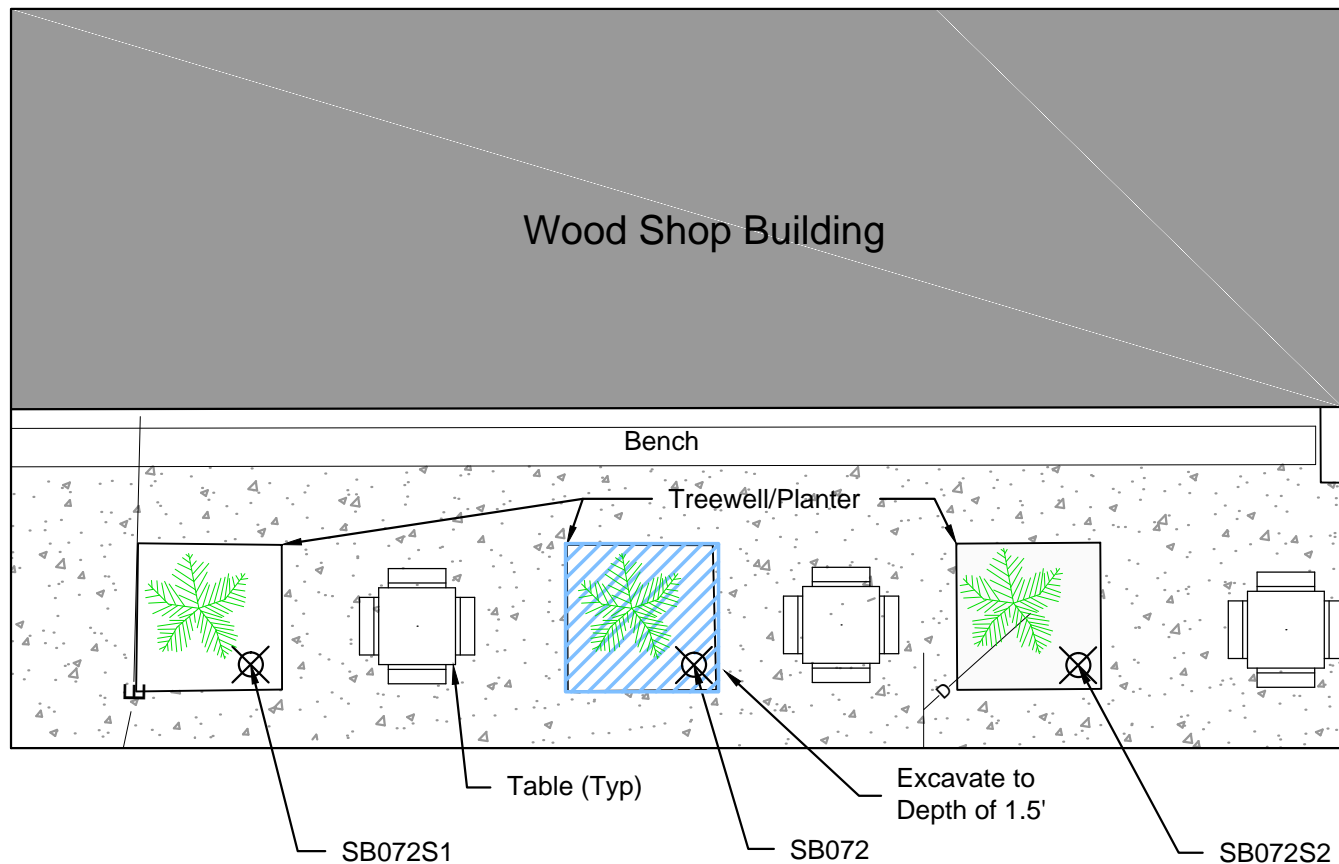 Wood Shop Building
Bench
Treewell/Planter
Table (Typ)
Excavate to
Depth of 1.5'
SB072S1
SB072
SB072S2
D